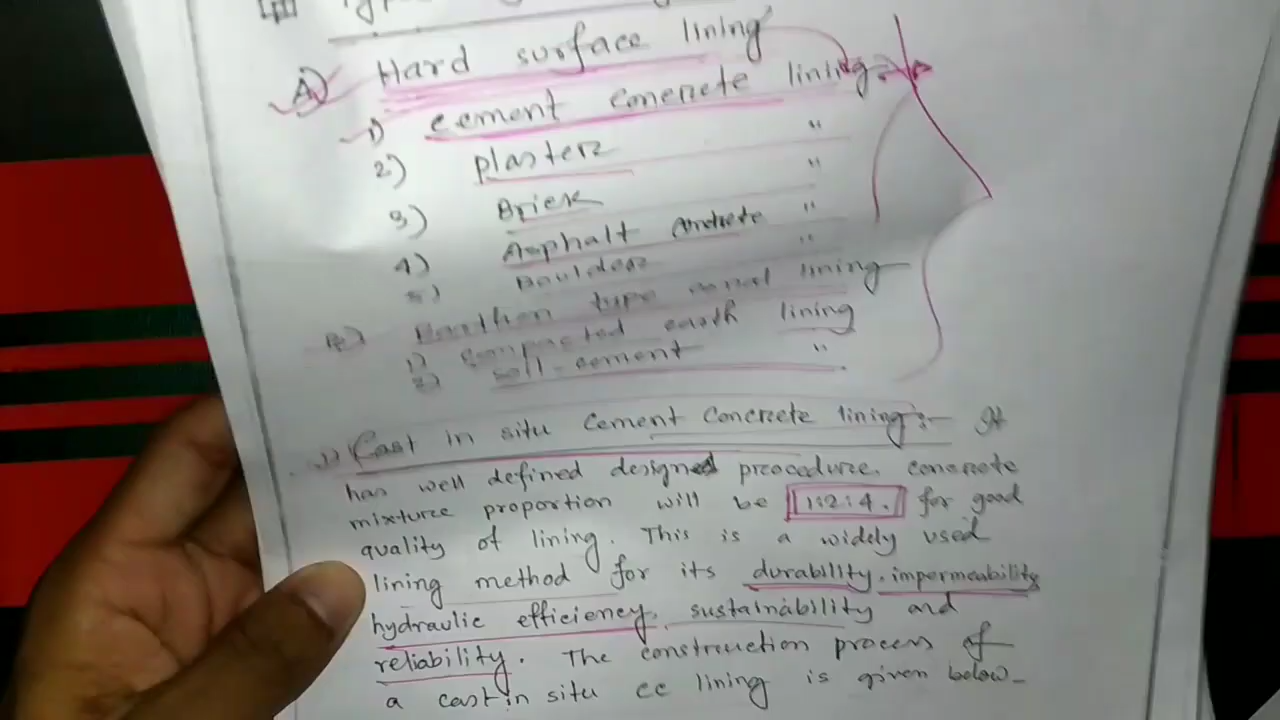 A) Hard surface lining
1) cement concrete lining
2) plaster "
3) Brick "
4) Asphalt concrete "
5) Boulder "
B) Earthen type canal lining
1) compacted earth lining
2) soil-cement "
1) Cast in situ Cement Concrete lining:- It
has well defined designed procedure. concrete
mixture proportion will be 1:2:4. for good
quality of lining. This is a widely used
lining method for its durability, impermeability
hydraulic efficiency, sustainability and
reliability. The construction process of
a cast in situ cc lining is given below-